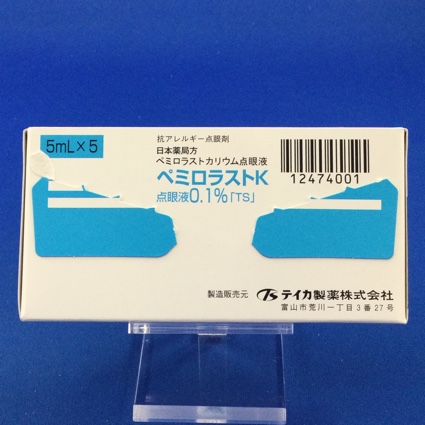 5mL×5
抗アレルギー点眼剤
日本薬局方
ペミロラストカリウム点眼液
ペミロラストK
点眼液0.1%「TS」
12474001
製造販売元 TS テイカ製薬株式会社
富山市荒川一丁目3番27号